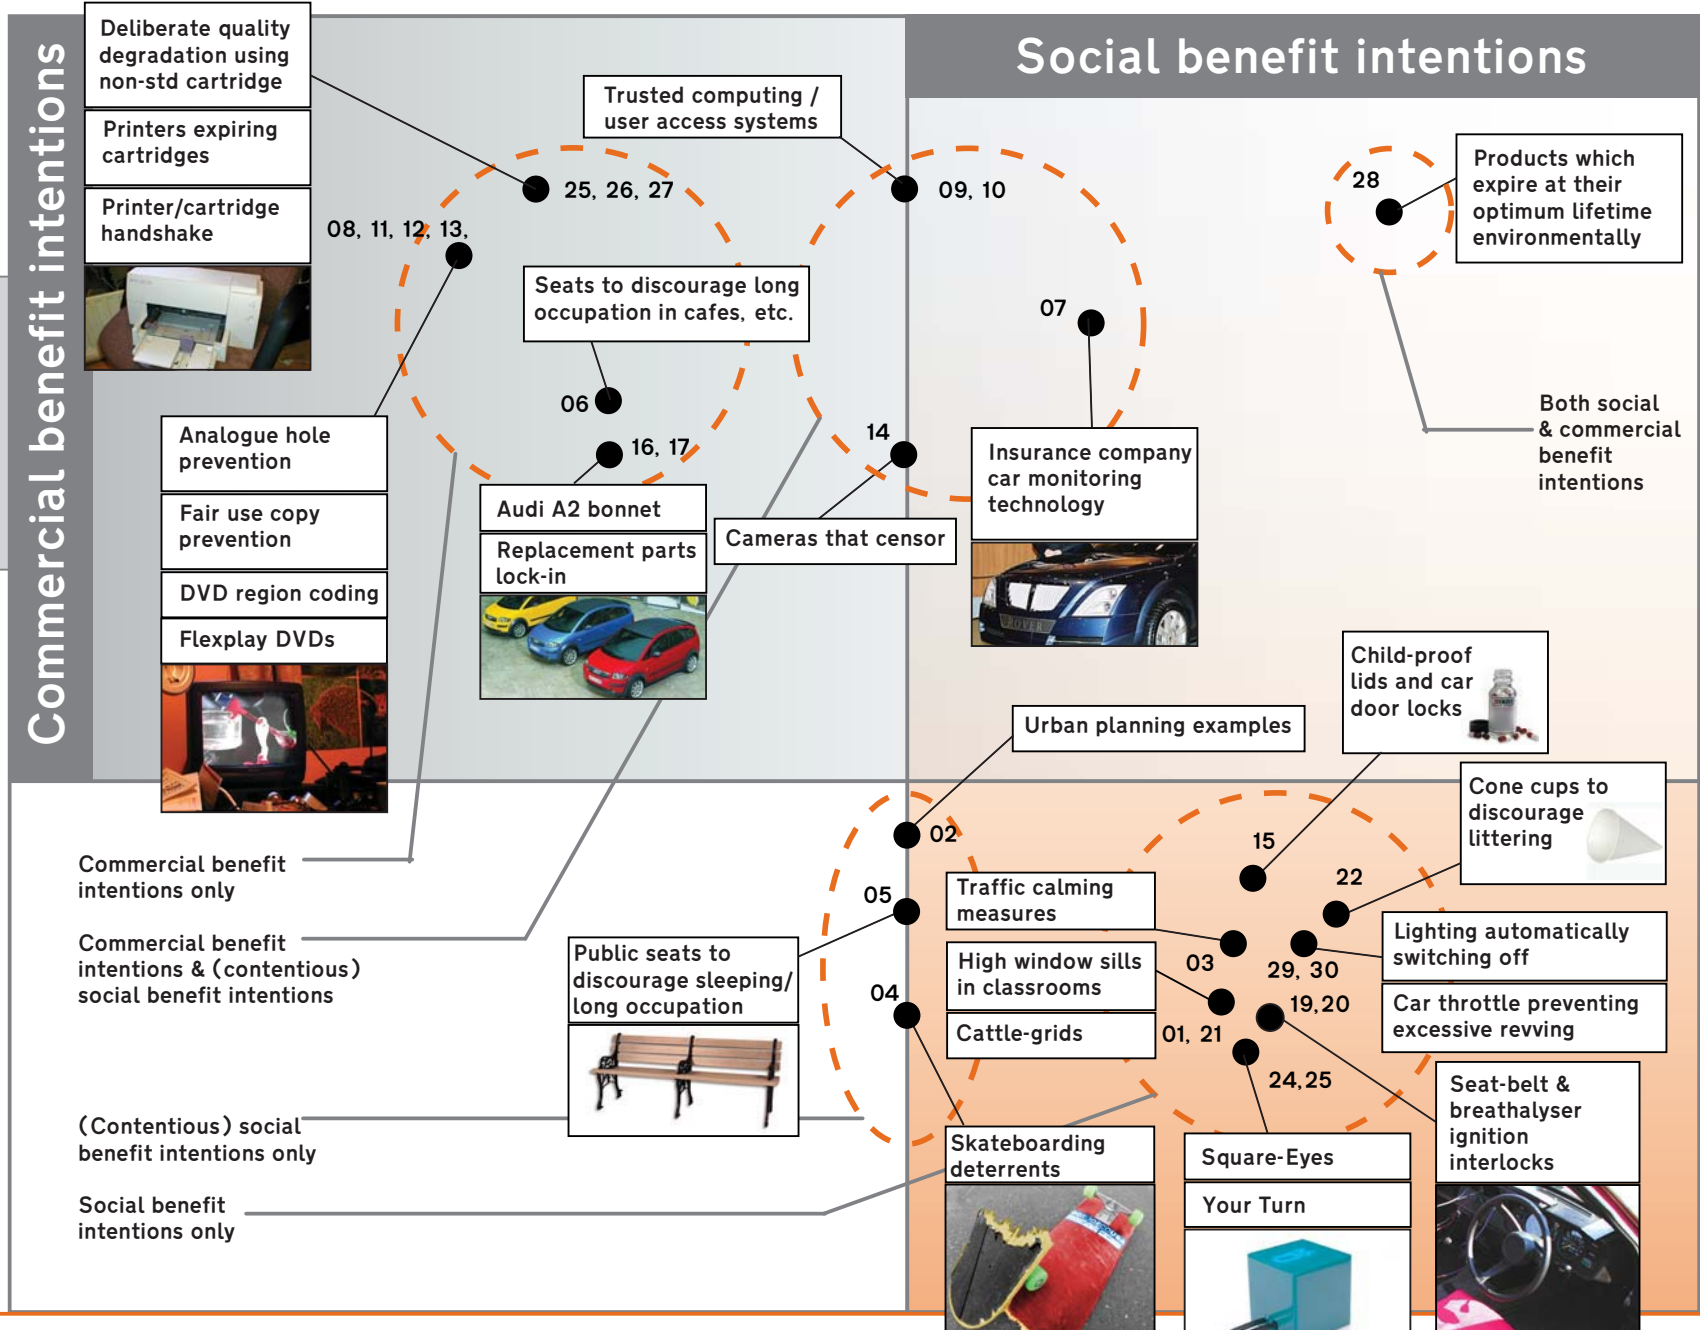 Commercial benefit intentions
Social benefit intentions
Deliberate quality
degradation using
non-std cartridge
Printers expiring
cartridges
Printer/cartridge
handshake
Trusted computing /
user access systems
25, 26, 27
09, 10
28
Products which
expire at their
optimum lifetime
environmentally
08, 11, 12, 13,
Seats to discourage long
occupation in cafes, etc.
07
06
16, 17
14
Both social
& commercial
benefit
intentions
Analogue hole
prevention
Fair use copy
prevention
DVD region coding
Flexplay DVDs
Audi A2 bonnet
Replacement parts
lock-in
Cameras that censor
Insurance company
car monitoring
technology
ROVER
Child-proof
lids and car
door locks
Urban planning examples
Cone cups to
discourage
littering
02
15
22
05
Traffic calming
measures
03
29, 30
Lighting automatically
switching off
Commercial benefit
intentions only
Commercial benefit
intentions & (contentious)
social benefit intentions
Public seats to
discourage sleeping/
long occupation
04
High window sills
in classrooms
Cattle-grids
01, 21
19,20
Car throttle preventing
excessive revving
24,25
Seat-belt &
breathalyser
ignition
interlocks
(Contentious) social
benefit intentions only
Skateboarding
deterrents
Square-Eyes
Your Turn
Social benefit
intentions only